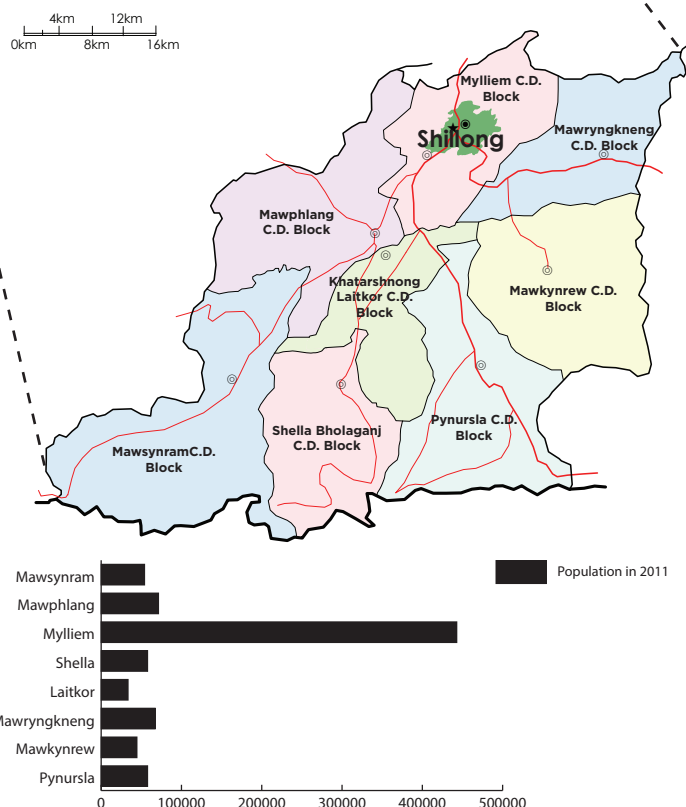 4km 12km
0km 8km 16km
Mylliem C.D.
Block
Shillong
Mawryngkneng
C.D. Block
Mawphlang
C.D. Block
Khatarshnong
Laitkor C.D.
Block
Mawkynrew C.D.
Block
Shella Bholaganj
C.D. Block
Pynursla C.D.
Block
MawsynramC.D.
Block
Population in 2011
Mawsynram
Mawphlang
Mylliem
Shella
Laitkor
Mawryngkneng
Mawkynrew
Pynursla
0 100000 200000 300000 400000 500000